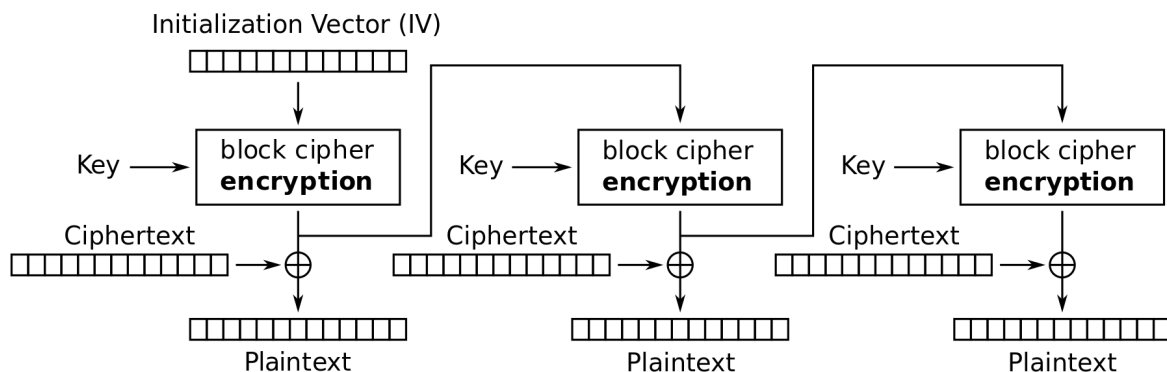 Initialization Vector (IV)
Key
block cipher
encryption
Key
block cipher
encryption
Key
block cipher
encryption
Ciphertext
Ciphertext
Ciphertext
Plaintext
Plaintext
Plaintext